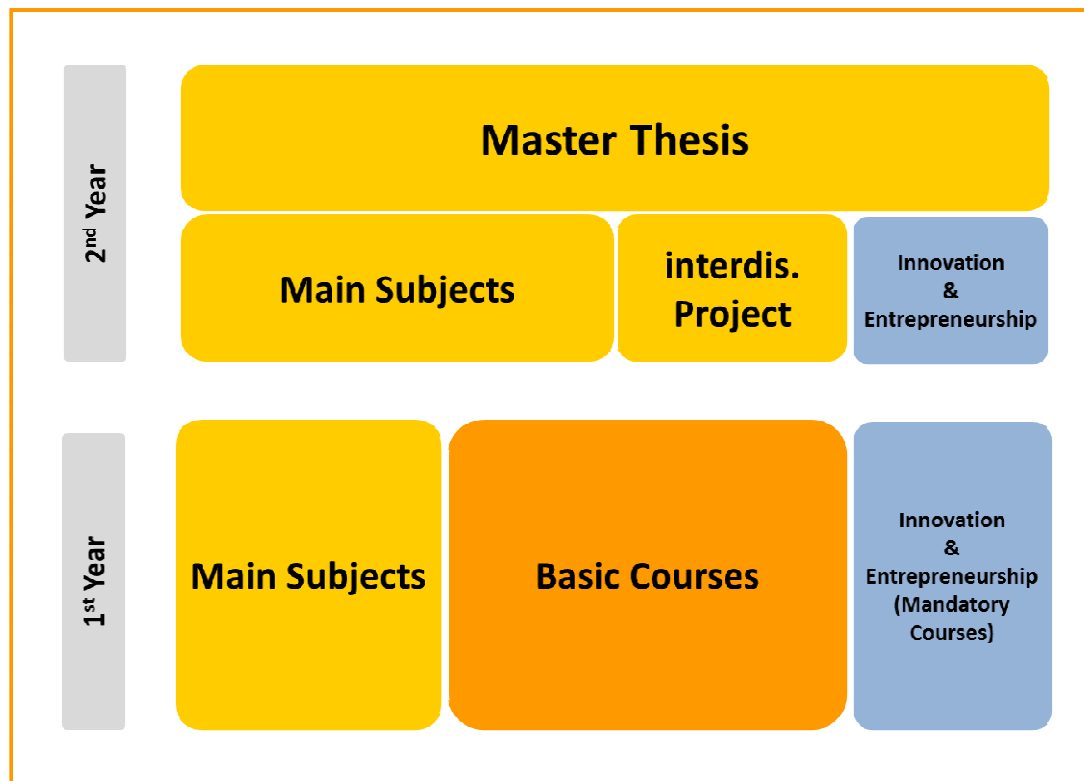 2nd Year
Master Thesis
Main Subjects
interdis.
Project
Innovation
&
Entrepreneurship
1st Year
Main Subjects
Basic Courses
Innovation
&
Entrepreneurship
(Mandatory
Courses)